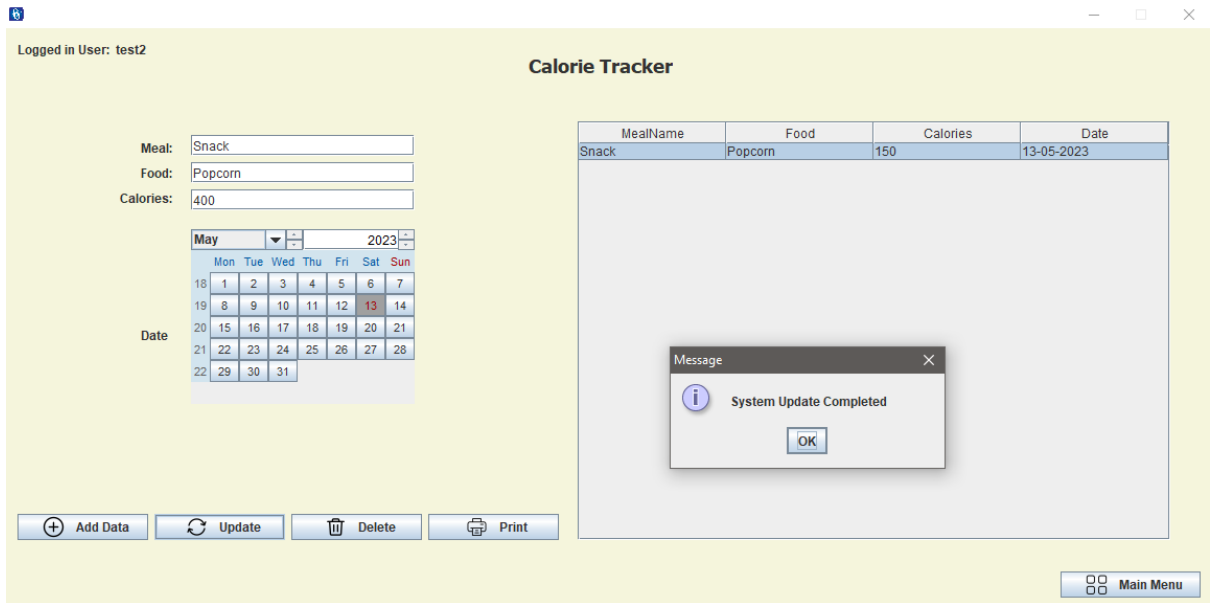 Logged in User: test2
Calorie Tracker
Meal: Snack
Food: Popcorn
Calories: 400
May 2023
Mon Tue Wed Thu Fri Sat Sun
18 1 2 3 4 5 6 7
19 8 9 10 11 12 13 14
20 15 16 17 18 19 20 21
21 22 23 24 25 26 27 28
22 29 30 31
Date
MealName Food Calories Date
Snack Popcorn 150 13-05-2023
Message
System Update Completed
OK
Add Data Update Delete Print
Main Menu